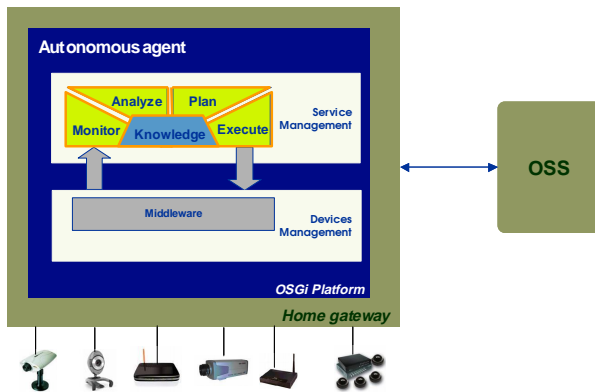 Autonomous agent
Analyze
Plan
Monitor
Knowledge
Execute
Service
Management
Middleware
Devices
Management
OSGi Platform
Home gateway
OSS